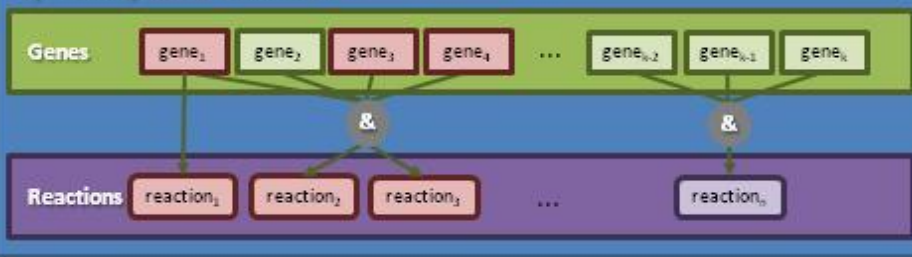 Genes gene₁ gene₂ gene₃ gene₄ ... geneₖ₋₂ geneₖ₋₁ geneₖ
& &
Reactions reaction₁ reaction₂ reaction₃ ... reactionₙ